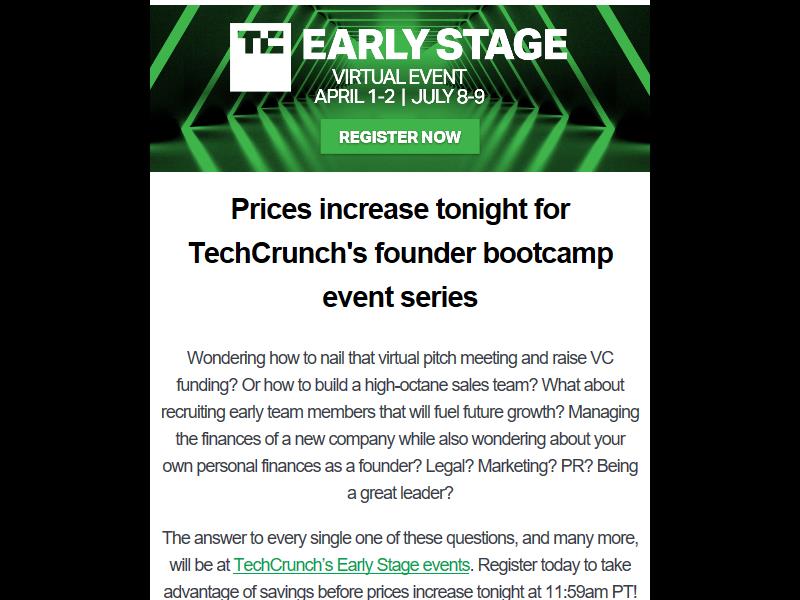 TC EARLY STAGE
VIRTUAL EVENT
APRIL 1-2 | JULY 8-9
REGISTER NOW
Prices increase tonight for
TechCrunch's founder bootcamp
event series
Wondering how to nail that virtual pitch meeting and raise VC
funding? Or how to build a high-octane sales team? What about
recruiting early team members that will fuel future growth? Managing
the finances of a new company while also wondering about your
own personal finances as a founder? Legal? Marketing? PR? Being
a great leader?
The answer to every single one of these questions, and many more,
will be at TechCrunch’s Early Stage events. Register today to take
advantage of savings before prices increase tonight at 11:59am PT!